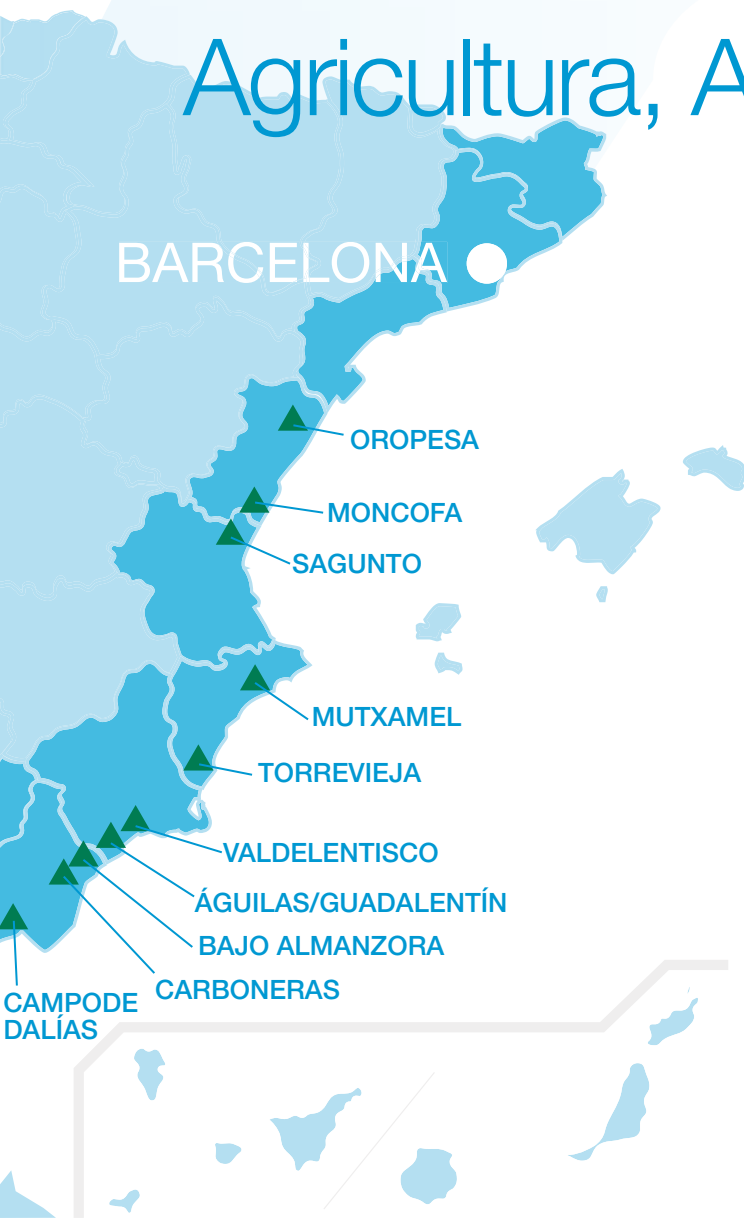 Agricultura, A
BARCELONA
OROPESA
MONCOFA
SAGUNTO
MUTXAMEL
TORREVIEJA
VALDELENTISCO
ÁGUILAS/GUADALENTÍN
BAJO ALMANZORA
CARBONERAS
CAMPODE
DALÍAS